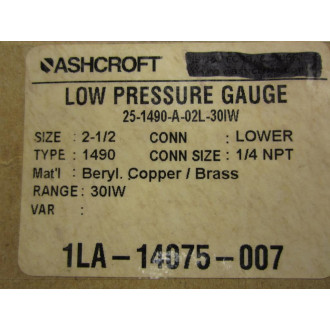 ASHCROFT
LOW PRESSURE GAUGE
25-1490-A-02L-30IW
SIZE : 2-1/2 CONN : LOWER
TYPE : 1490 CONN SIZE : 1/4 NPT
Mat'l : Beryl. Copper / Brass
RANGE : 30IW
VAR :
1LA-14075-007